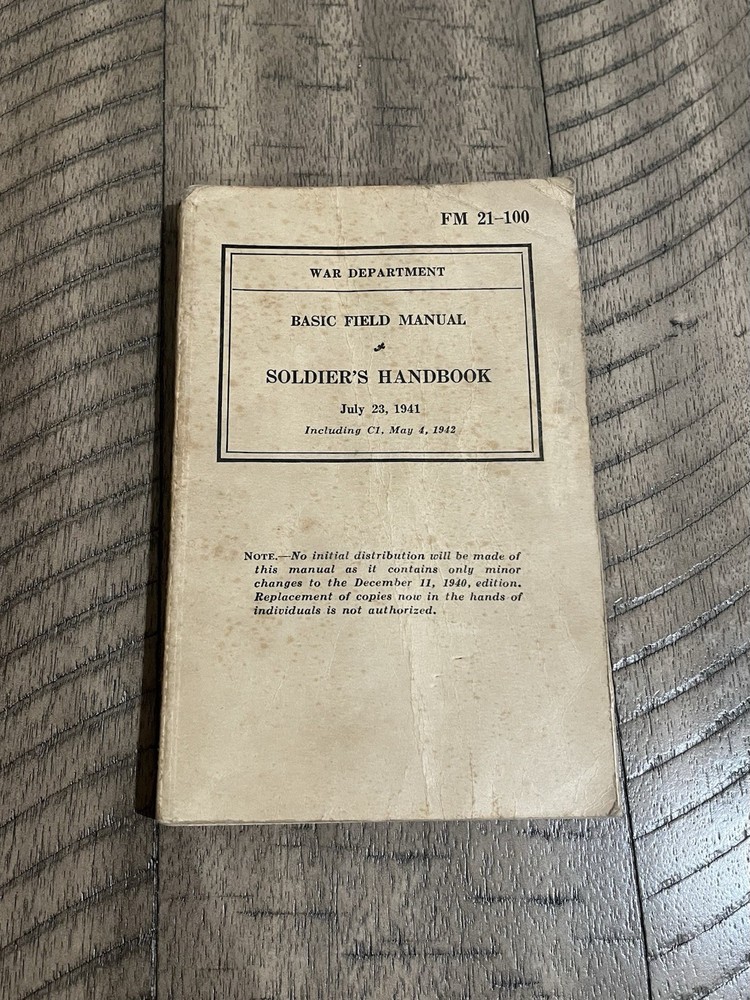 FM 21–100
WAR DEPARTMENT
BASIC FIELD MANUAL
SOLDIER'S HANDBOOK
July 23, 1941
Including C1, May 4, 1942
NOTE.—No initial distribution will be made of
this manual as it contains only minor
changes to the December 11, 1940, edition.
Replacement of copies now in the hands of
individuals is not authorized.